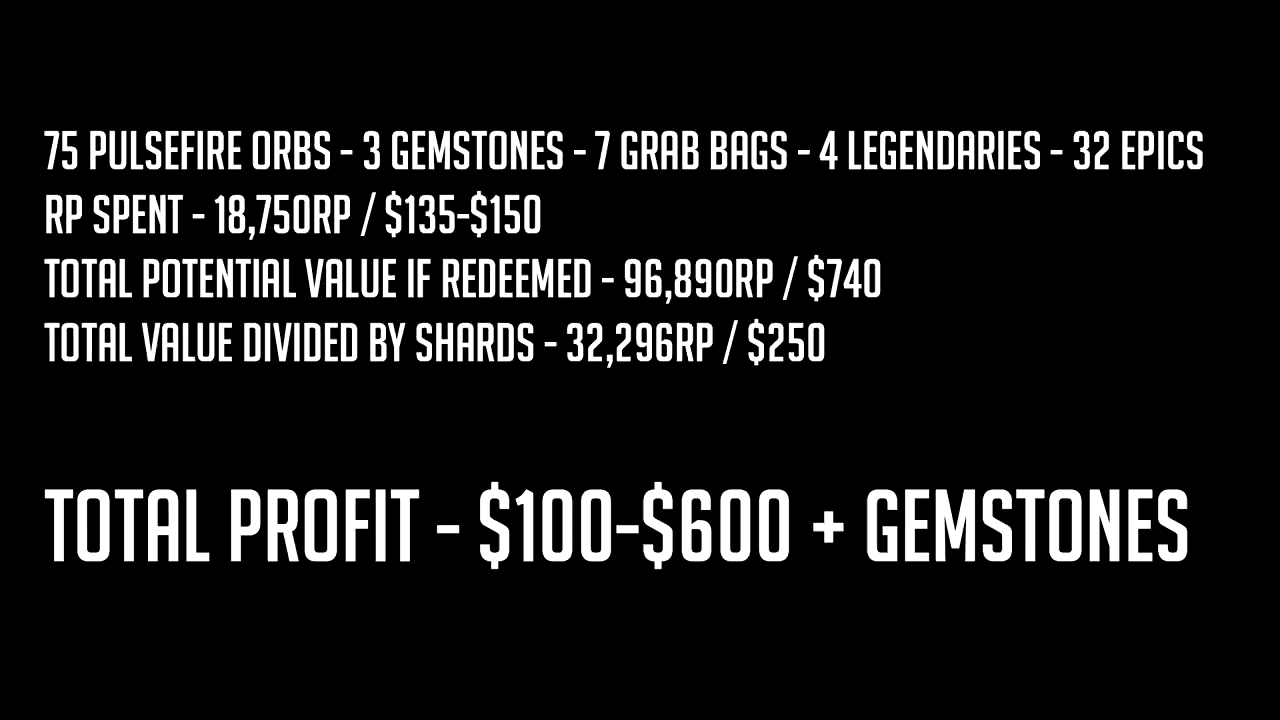 75 PULSEFIRE ORBS - 3 GEMSTONES - 7 GRAB BAGS - 4 LEGENDARIES - 32 EPICS
RP SPENT - 18,750RP / $135-$150
TOTAL POTENTIAL VALUE IF REDEEMED - 96,890RP / $740
TOTAL VALUE DIVIDED BY SHARDS - 32,296RP / $250
TOTAL PROFIT - $100-$600 + GEMSTONES